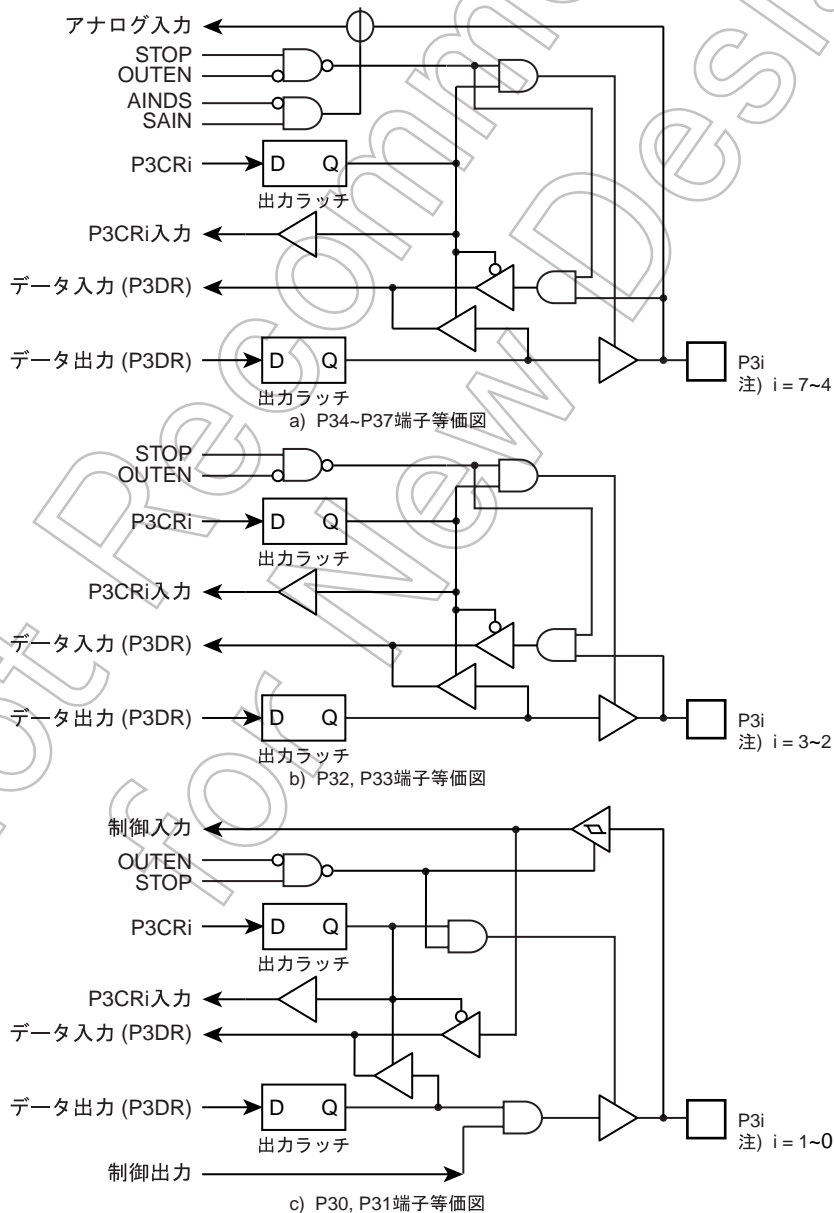 アナログ入力
STOP
OUTEN
AINDS
SAIN
P3CRi
D Q
出力ラッチ
P3CRi入力
データ入力 (P3DR)
データ出力 (P3DR)
D Q
出力ラッチ
P3i
注) i = 7~4
a) P34~P37端子等価図
STOP
OUTEN
P3CRi
D Q
出力ラッチ
P3CRi入力
データ入力 (P3DR)
データ出力 (P3DR)
D Q
出力ラッチ
P3i
注) i = 3~2
b) P32, P33端子等価図
制御入力
OUTEN
STOP
P3CRi
D Q
出力ラッチ
P3CRi入力
データ入力 (P3DR)
データ出力 (P3DR)
D Q
出力ラッチ
P3i
注) i = 1~0
制御出力
c) P30, P31端子等価図
Not Recomme
for New Desi